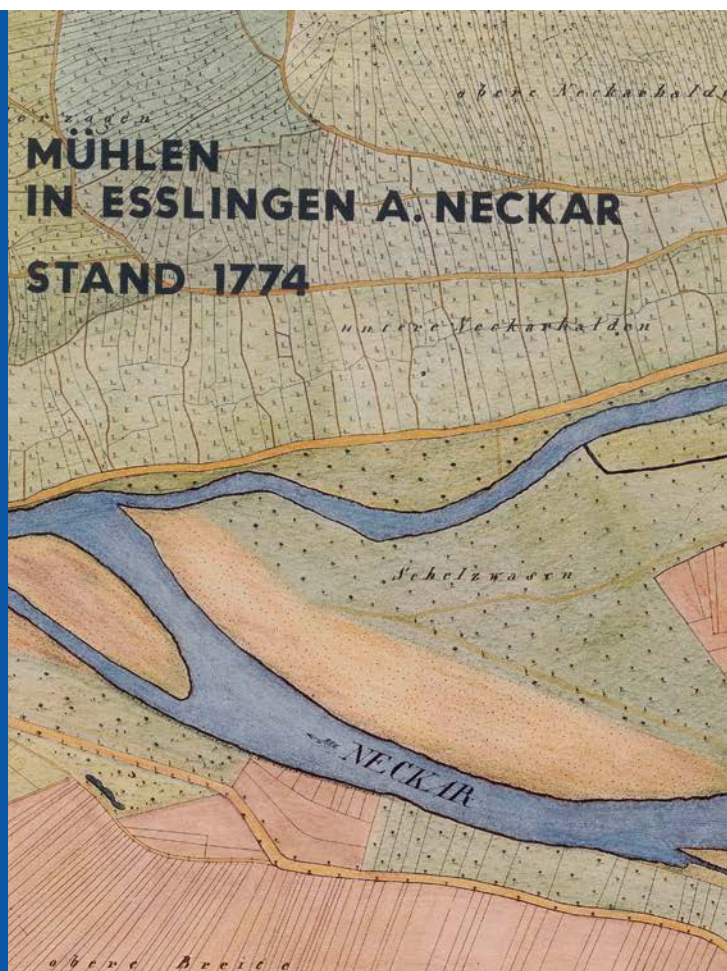 obere Neckarhalde
MÜHLEN
IN ESSLINGEN A. NECKAR
STAND 1774
untere Neckarhalden
Schelzwasen
NECKAR
obere Breite